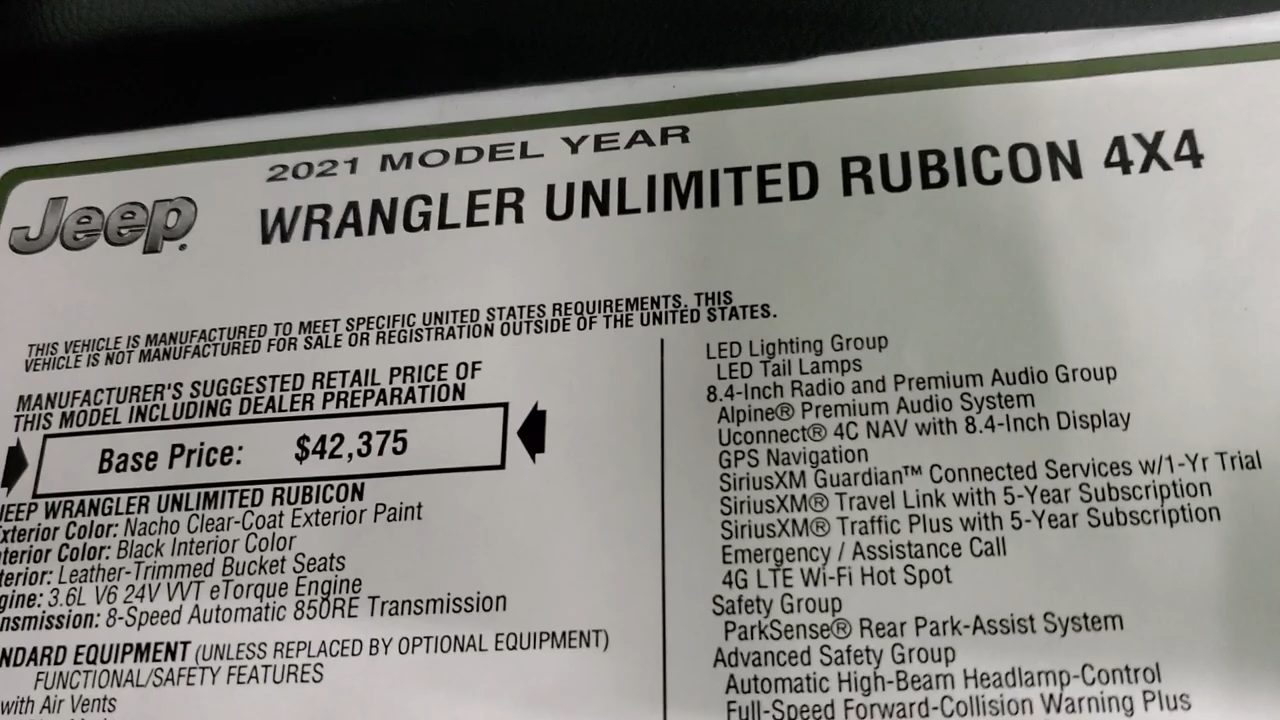 2021 MODEL YEAR
Jeep
WRANGLER UNLIMITED RUBICON 4X4
THIS VEHICLE IS MANUFACTURED TO MEET SPECIFIC UNITED STATES REQUIREMENTS. THIS
VEHICLE IS NOT MANUFACTURED FOR SALE OR REGISTRATION OUTSIDE OF THE UNITED STATES.
MANUFACTURER'S SUGGESTED RETAIL PRICE OF
THIS MODEL INCLUDING DEALER PREPARATION
Base Price: $42,375
JEEP WRANGLER UNLIMITED RUBICON
Exterior Color: Nacho Clear-Coat Exterior Paint
nterior Color: Black Interior Color
terior: Leather-Trimmed Bucket Seats
gine: 3.6L V6 24V VVT eTorque Engine
nsmission: 8-Speed Automatic 850RE Transmission
NDARD EQUIPMENT (UNLESS REPLACED BY OPTIONAL EQUIPMENT)
FUNCTIONAL/SAFETY FEATURES
with Air Vents
LED Lighting Group
LED Tail Lamps
8.4-Inch Radio and Premium Audio Group
Alpine® Premium Audio System
Uconnect® 4C NAV with 8.4-Inch Display
GPS Navigation
SiriusXM Guardian™ Connected Services w/1-Yr Trial
SiriusXM® Travel Link with 5-Year Subscription
SiriusXM® Traffic Plus with 5-Year Subscription
Emergency / Assistance Call
4G LTE Wi-Fi Hot Spot
Safety Group
ParkSense® Rear Park-Assist System
Advanced Safety Group
Automatic High-Beam Headlamp-Control
Full-Speed Forward-Collision Warning Plus